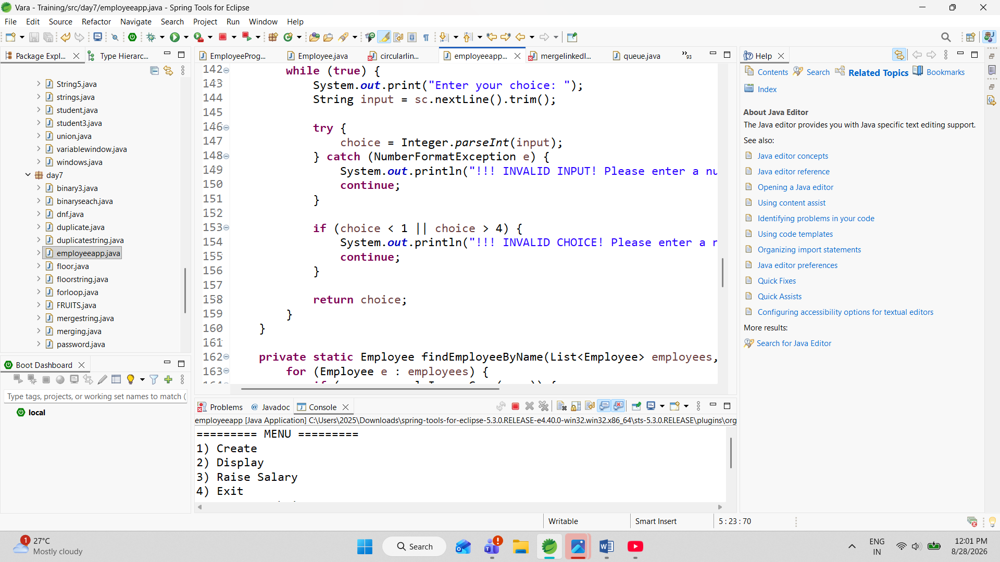 Vara - Training/src/day7/employeeapp.java - Spring Tools for Eclipse
File Edit Source Refactor Navigate Search Project Run Window Help
Package Expl... Type Hierarc...
String5.java
strings.java
student.java
student3.java
union.java
variablewindow.java
windows.java
day7
binary3.java
binaryseach.java
dnf.java
duplicate.java
duplicatestring.java
employeeapp.java
floor.java
floorstring.java
forloop.java
FRUITS.java
mergestring.java
merging.java
password.java
Boot Dashboard
Type tags, projects, or working set names to match (
local
EmployeeProg... Employee.java circularlin... employeeapp... mergelinkedl... queue.java »93
142 while (true) {
143 System.out.print("Enter your choice: ");
144 String input = sc.nextLine().trim();
145
146 try {
147 choice = Integer.parseInt(input);
148 } catch (NumberFormatException e) {
149 System.out.println("!!! INVALID INPUT! Please enter a nu
150 continue;
151 }
152
153 if (choice < 1 || choice > 4) {
154 System.out.println("!!! INVALID CHOICE! Please enter a n
155 continue;
156 }
157
158 return choice;
159 }
160 }
161
162 private static Employee findEmployeeByName(List<Employee> employees,
163 for (Employee e : employees) {
Problems @ Javadoc Console
employeeapp [Java Application] C:\Users\2025\Downloads\spring-tools-for-eclipse-5.3.0.RELEASE-e4.40.0-win32.win32.x86_64\sts-5.3.0.RELEASE\plugins\org
========= MENU =========
1) Create
2) Display
3) Raise Salary
4) Exit
Help
Contents Search Related Topics Bookmarks
Index
About Java Editor
The Java editor provides you with Java specific text editing support.
See also:
Java editor concepts
Java editor reference
Opening a Java editor
Using content assist
Identifying problems in your code
Using code templates
Organizing import statements
Java editor preferences
Quick Fixes
Quick Assists
Configuring accessibility options for textual editors
More results:
Search for Java Editor
Writable Smart Insert 5 : 23 : 70
1 27°C
Mostly cloudy
Search
ENG
IN
12:01 PM
8/28/2026